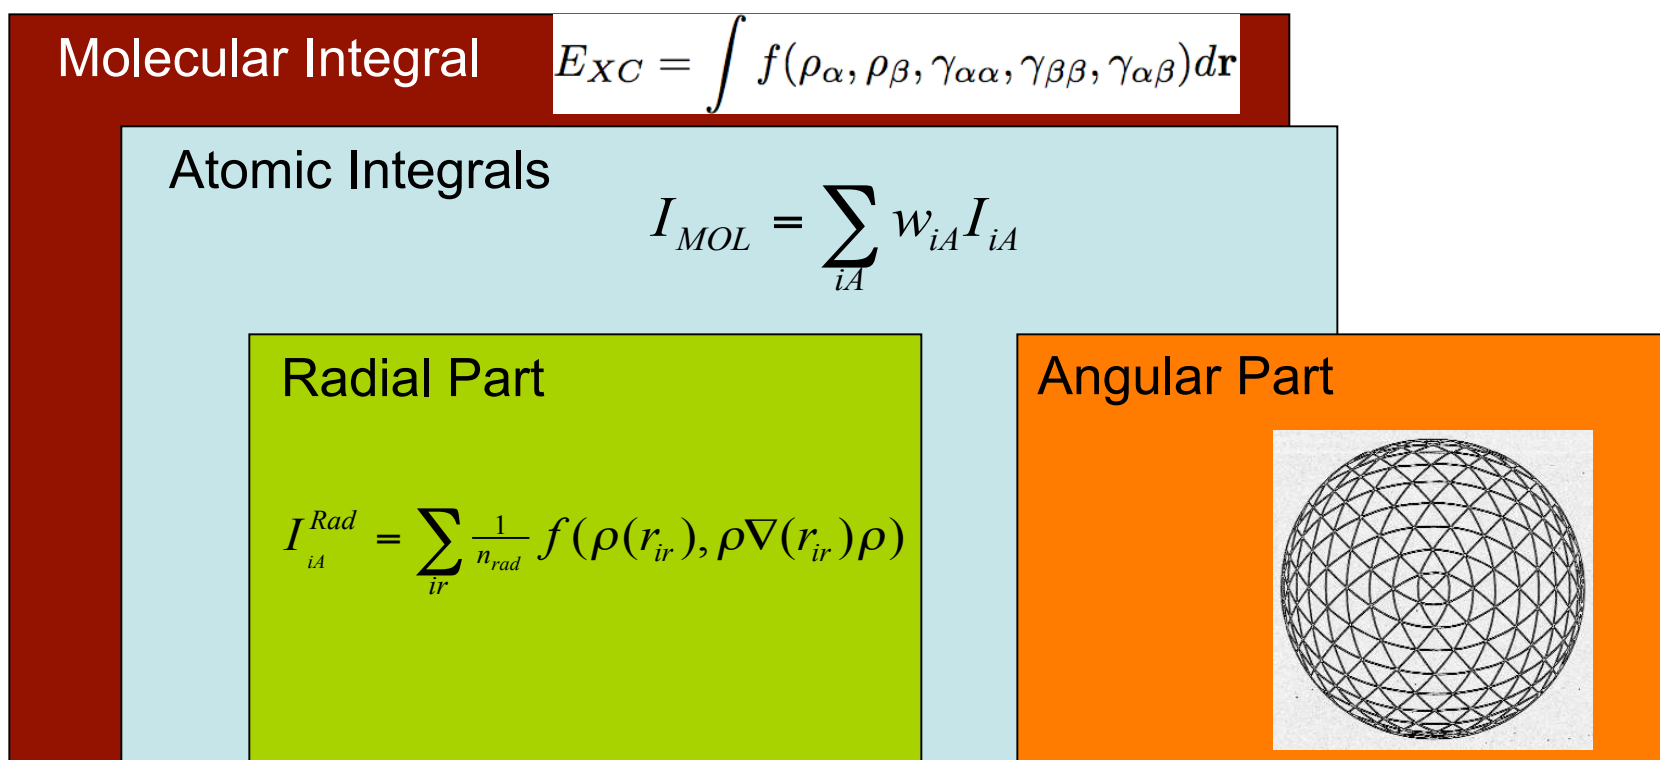 Molecular Integral
E_{XC} = ∫ f(ρ_α, ρ_β, γ_{αα}, γ_{ββ}, γ_{αβ})d𝐫
Atomic Integrals
I_{MOL} = ∑_{iA} w_{iA} I_{iA}
Radial Part
Angular Part
I_{iA}^{Rad} = ∑_{ir} \frac{1}{n_{rad}} f(ρ(r_{ir}), ρ∇(r_{ir})ρ)